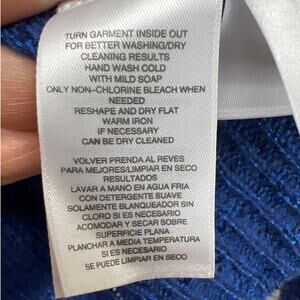 TURN GARMENT INSIDE OUT
FOR BETTER WASHING/DRY
CLEANING RESULTS
HAND WASH COLD
WITH MILD SOAP
ONLY NON-CHLORINE BLEACH WHEN
NEEDED
RESHAPE AND DRY FLAT
WARM IRON
IF NECESSARY
CAN BE DRY CLEANED
VOLVER PRENDA AL REVES
PARA MEJORES/LIMPIAR EN SECO
RESULTADOS
LAVAR A MANO EN AGUA FRIA
CON DETERGENTE SUAVE
SOLAMENTE BLANQUEADOR SIN
CLORO SI ES NECESARIO
ACOMODAR Y SECAR SOBRE
SUPERFICIE PLANA
PLANCHAR A MEDIA TEMPERATURA
SI ES NECESARIO
SE PUEDE LIMPIAR EN SECO